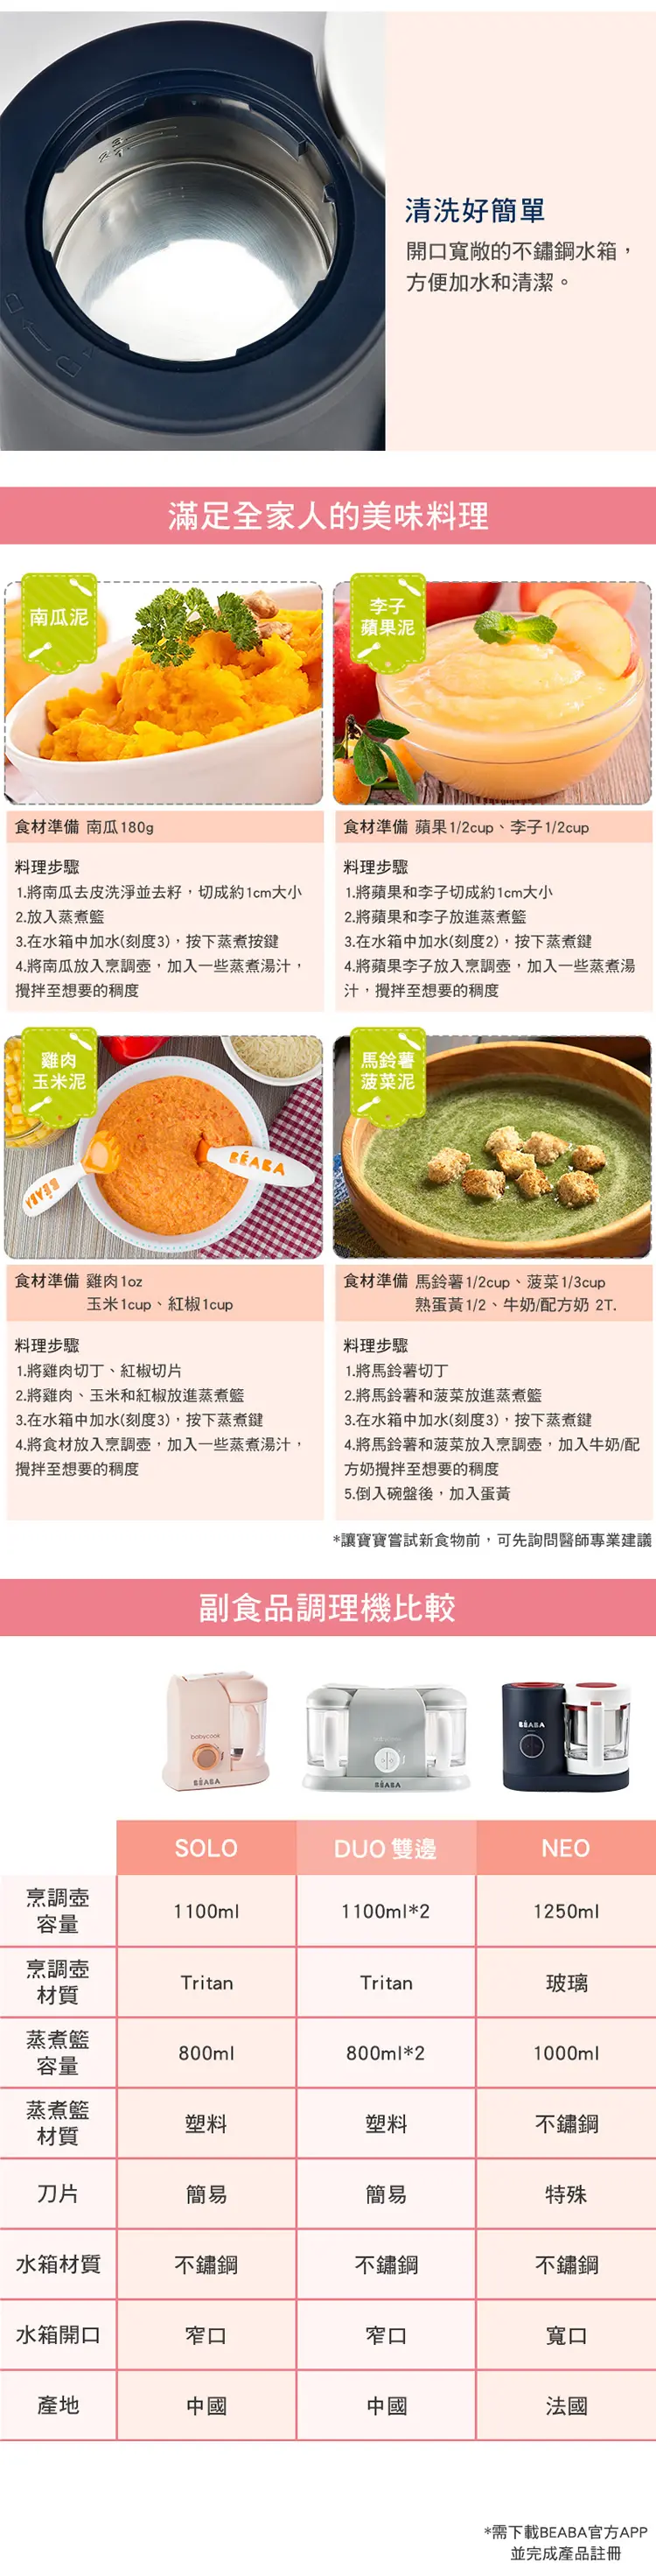 清洗好簡單
開口寬敞的不鏽鋼水箱，
方便加水和清潔。
滿足全家人的美味料理
南瓜泥
食材準備 南瓜180g
料理步驟
1.將南瓜去皮洗淨並去籽，切成約1cm大小
2.放入蒸煮籃
3.在水箱中加水(刻度3)，按下蒸煮按鍵
4.將南瓜放入烹調壺，加入一些蒸煮湯汁，
攪拌至想要的稠度
李子
蘋果泥
食材準備 蘋果1/2cup、李子1/2cup
料理步驟
1.將蘋果和李子切成約1cm大小
2.將蘋果和李子放進蒸煮籃
3.在水箱中加水(刻度2)，按下蒸煮鍵
4.將蘋果李子放入烹調壺，加入一些蒸煮湯
汁，攪拌至想要的稠度
雞肉
玉米泥
BÉABA
BÉABA
食材準備 雞肉1oz
玉米1cup、紅椒1cup
料理步驟
1.將雞肉切丁、紅椒切片
2.將雞肉、玉米和紅椒放進蒸煮籃
3.在水箱中加水(刻度3)，按下蒸煮鍵
4.將食材放入烹調壺，加入一些蒸煮湯汁，
攪拌至想要的稠度
馬鈴薯
菠菜泥
食材準備 馬鈴薯1/2cup、菠菜1/3cup
熟蛋黃1/2、牛奶/配方奶 2T.
料理步驟
1.將馬鈴薯切丁
2.將馬鈴薯和菠菜放進蒸煮籃
3.在水箱中加水(刻度3)，按下蒸煮鍵
4.將馬鈴薯和菠菜放入烹調壺，加入牛奶/配
方奶攪拌至想要的稠度
5.倒入碗盤後，加入蛋黃
*讓寶寶嘗試新食物前，可先詢問醫師專業建議
副食品調理機比較
babycook
BÉABA
BÉABA
BÉABA
SOLO DUO 雙邊 NEO
烹調壺
容量
1100ml 1100ml*2 1250ml
烹調壺
材質
Tritan Tritan 玻璃
蒸煮籃
容量
800ml 800ml*2 1000ml
蒸煮籃
材質
塑料 塑料 不鏽鋼
刀片 簡易 簡易 特殊
水箱材質 不鏽鋼 不鏽鋼 不鏽鋼
水箱開口 窄口 窄口 寬口
產地 中國 中國 法國
*需下載BEABA官方APP
並完成產品註冊